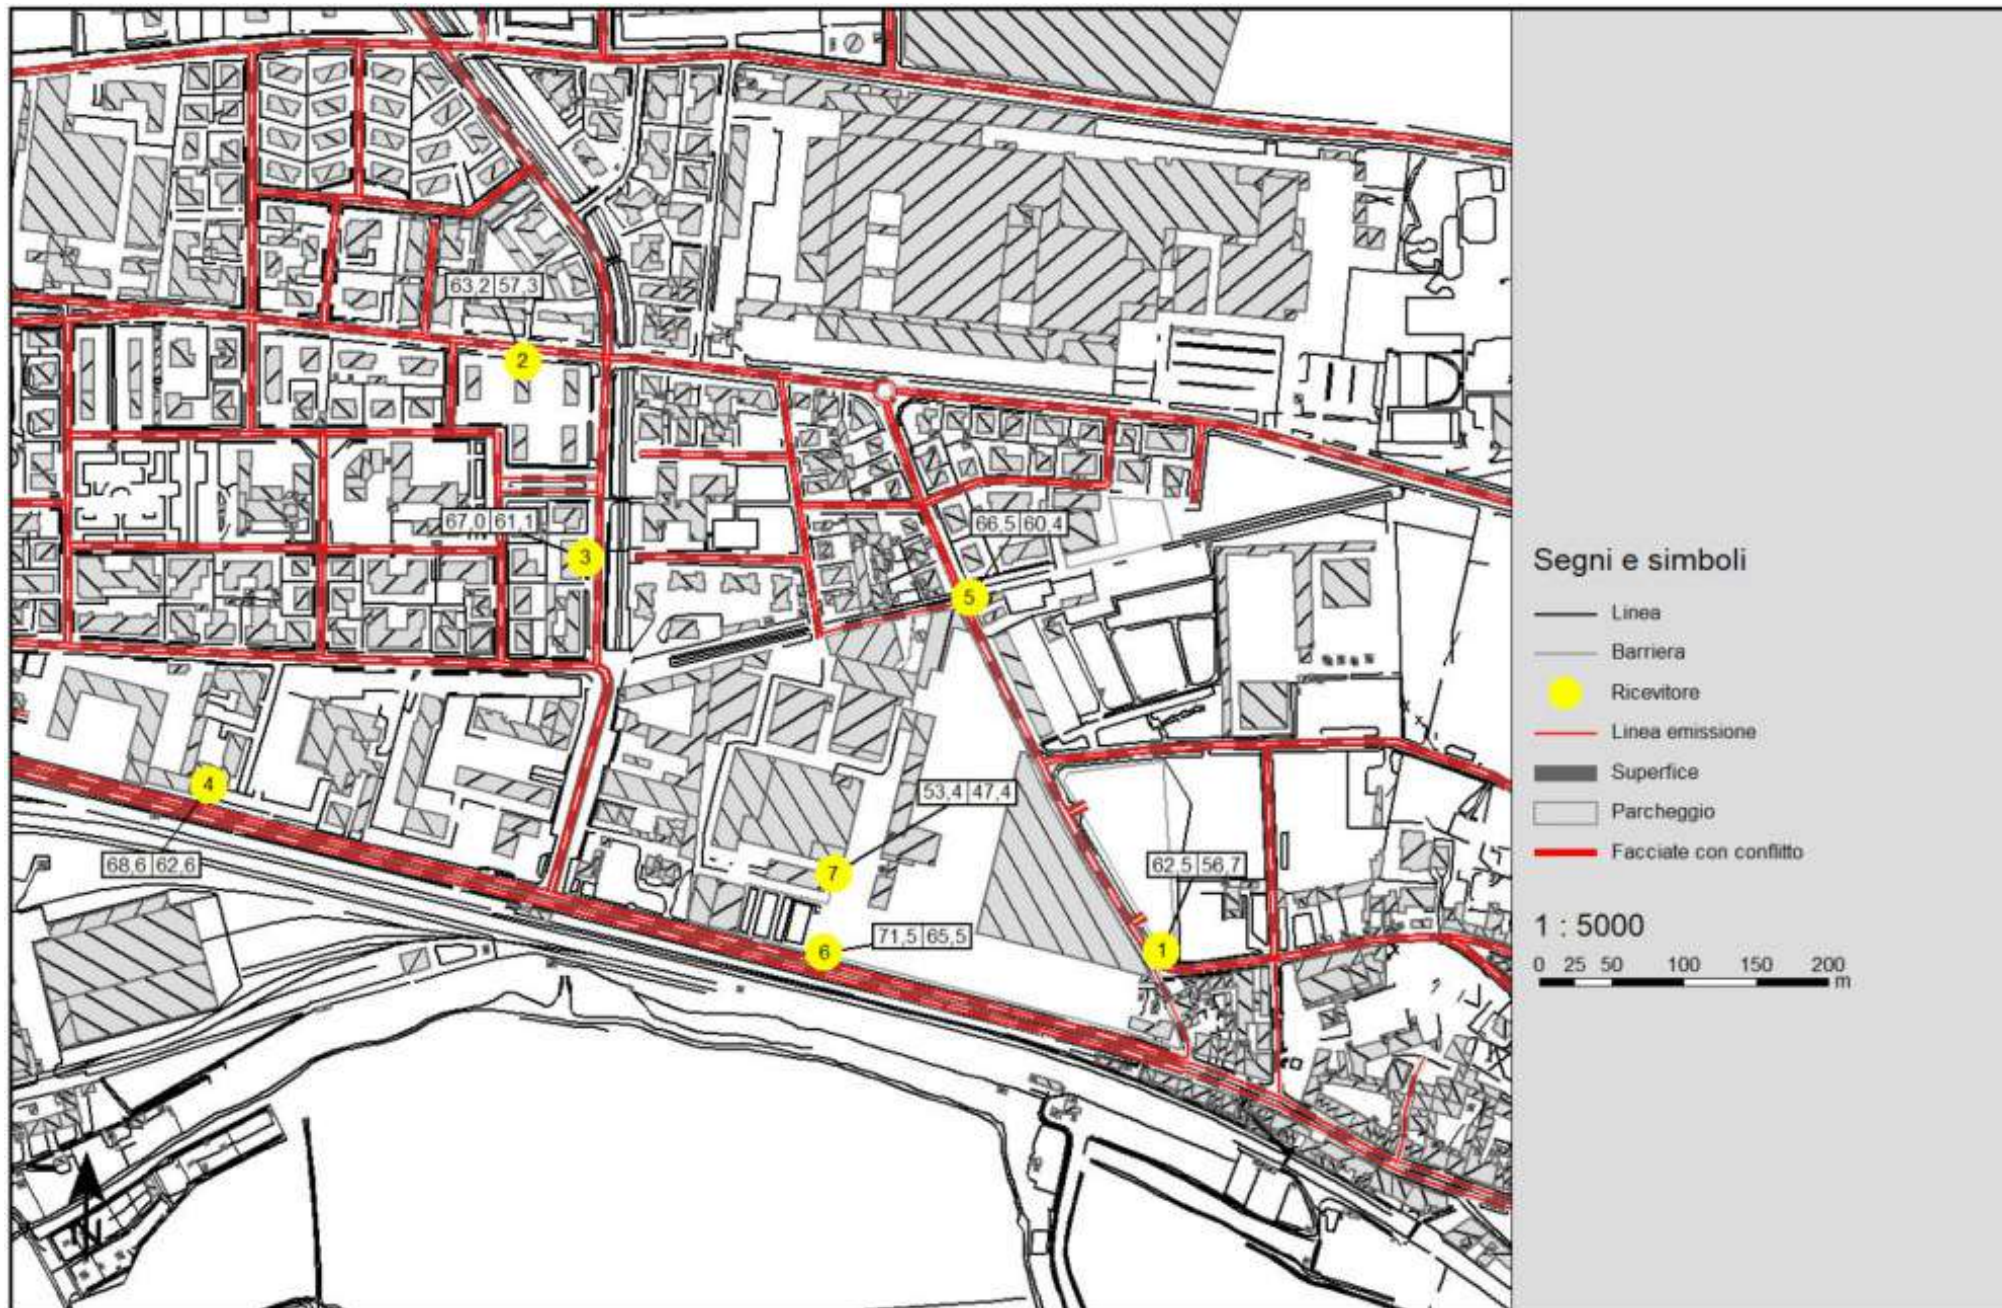 63,2 57,3
2
67,0 61,1
3
66,5 60,4
5
4
68,6 62,6
53,4 47,4
7
62,5 56,7
1
71,5 65,5
6
N
Segni e simboli
Linea
Barriera
Ricevitore
Linea emissione
Superfice
Parcheggio
Facciate con conflitto
1 : 5000
0 25 50 100 150 200
m